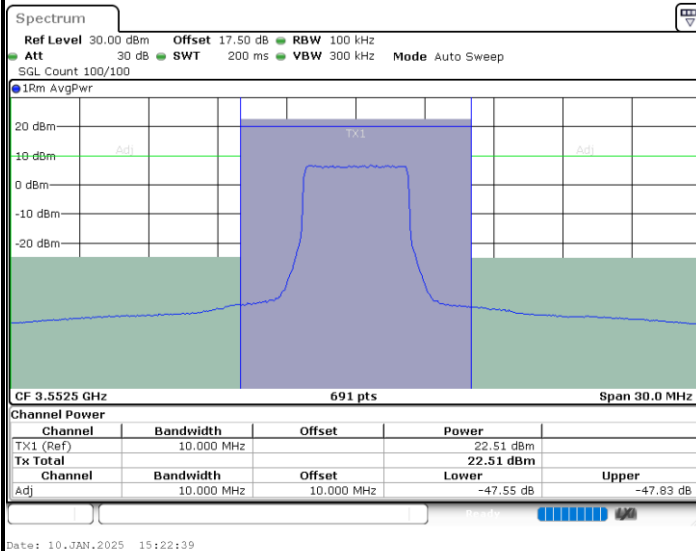 Spectrum
Ref Level 30.00 dBm Offset 17.50 dB RBW 100 kHz
Att 30 dB SWT 200 ms VBW 300 kHz Mode Auto Sweep
SGL Count 100/100
1Rm AvgPwr
20 dBm
TX1
Adj
Adj
10 dBm
0 dBm
-10 dBm
-20 dBm
CF 3.5525 GHz 691 pts Span 30.0 MHz
Channel Power
Channel Bandwidth Offset Power
TX1 (Ref) 10.000 MHz 22.51 dBm
Tx Total 22.51 dBm
Channel Bandwidth Offset Lower Upper
Adj 10.000 MHz 10.000 MHz -47.55 dB -47.83 dB
Ready
Date: 10.JAN.2025 15:22:39